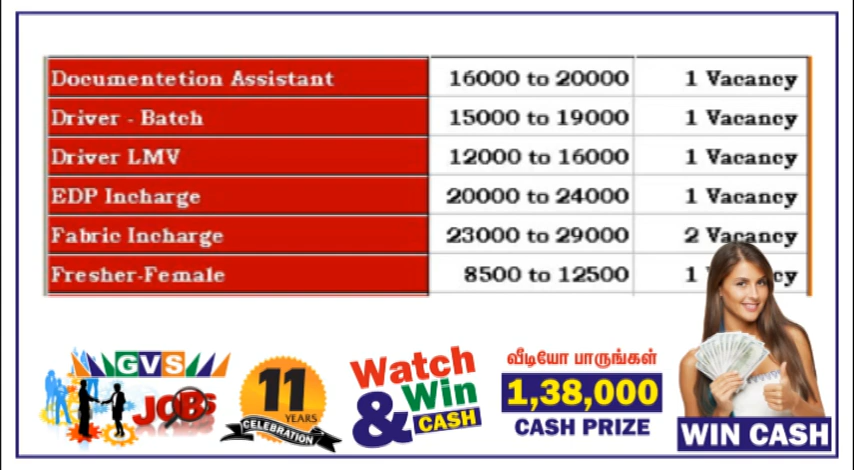 Documentetion Assistant 16000 to 20000 1 Vacancy
Driver - Batch 15000 to 19000 1 Vacancy
Driver LMV 12000 to 16000 1 Vacancy
EDP Incharge 20000 to 24000 1 Vacancy
Fabric Incharge 23000 to 29000 2 Vacancy
Fresher-Female 8500 to 12500 1
GVS
JOBS
11
YEARS
CELEBRATION
Watch
& Win
CASH
வீடியோ பாருங்கள்
1,38,000
CASH PRIZE
WIN CASH